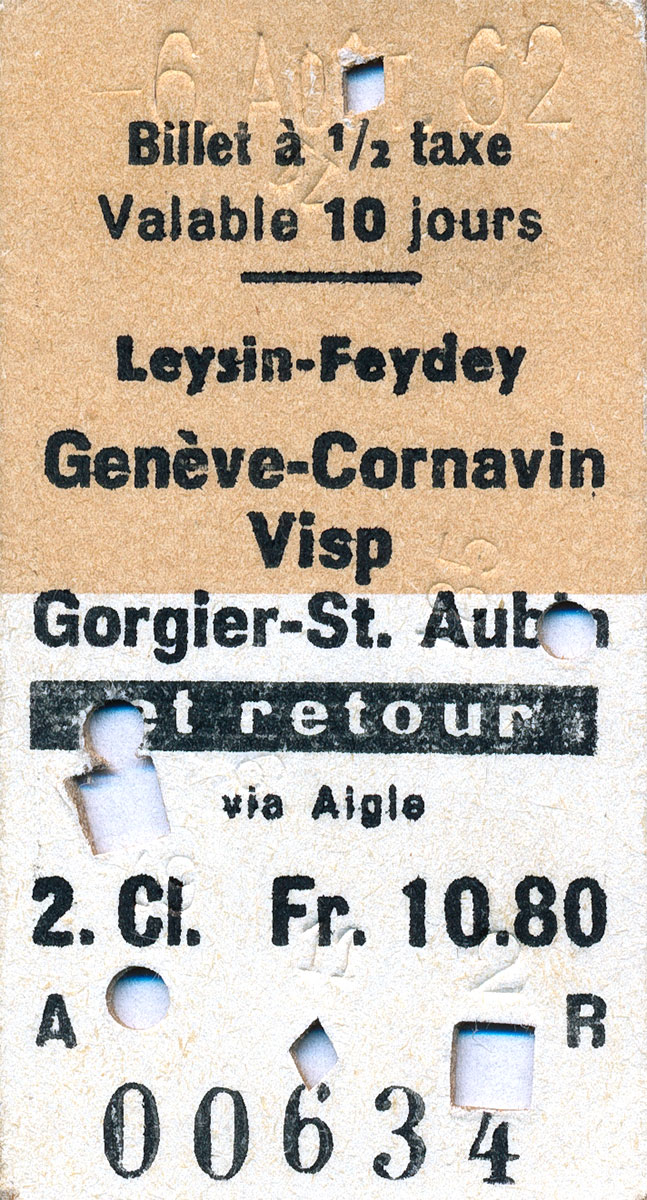 -6. Août. 62
Billet à 1/2 taxe
Valable 10 jours
Leysin-Feydey
Genève-Cornavin
Visp
Gorgier-St. Aubin
et retour
via Aigle
2. Cl. Fr. 10.80
A R
00634